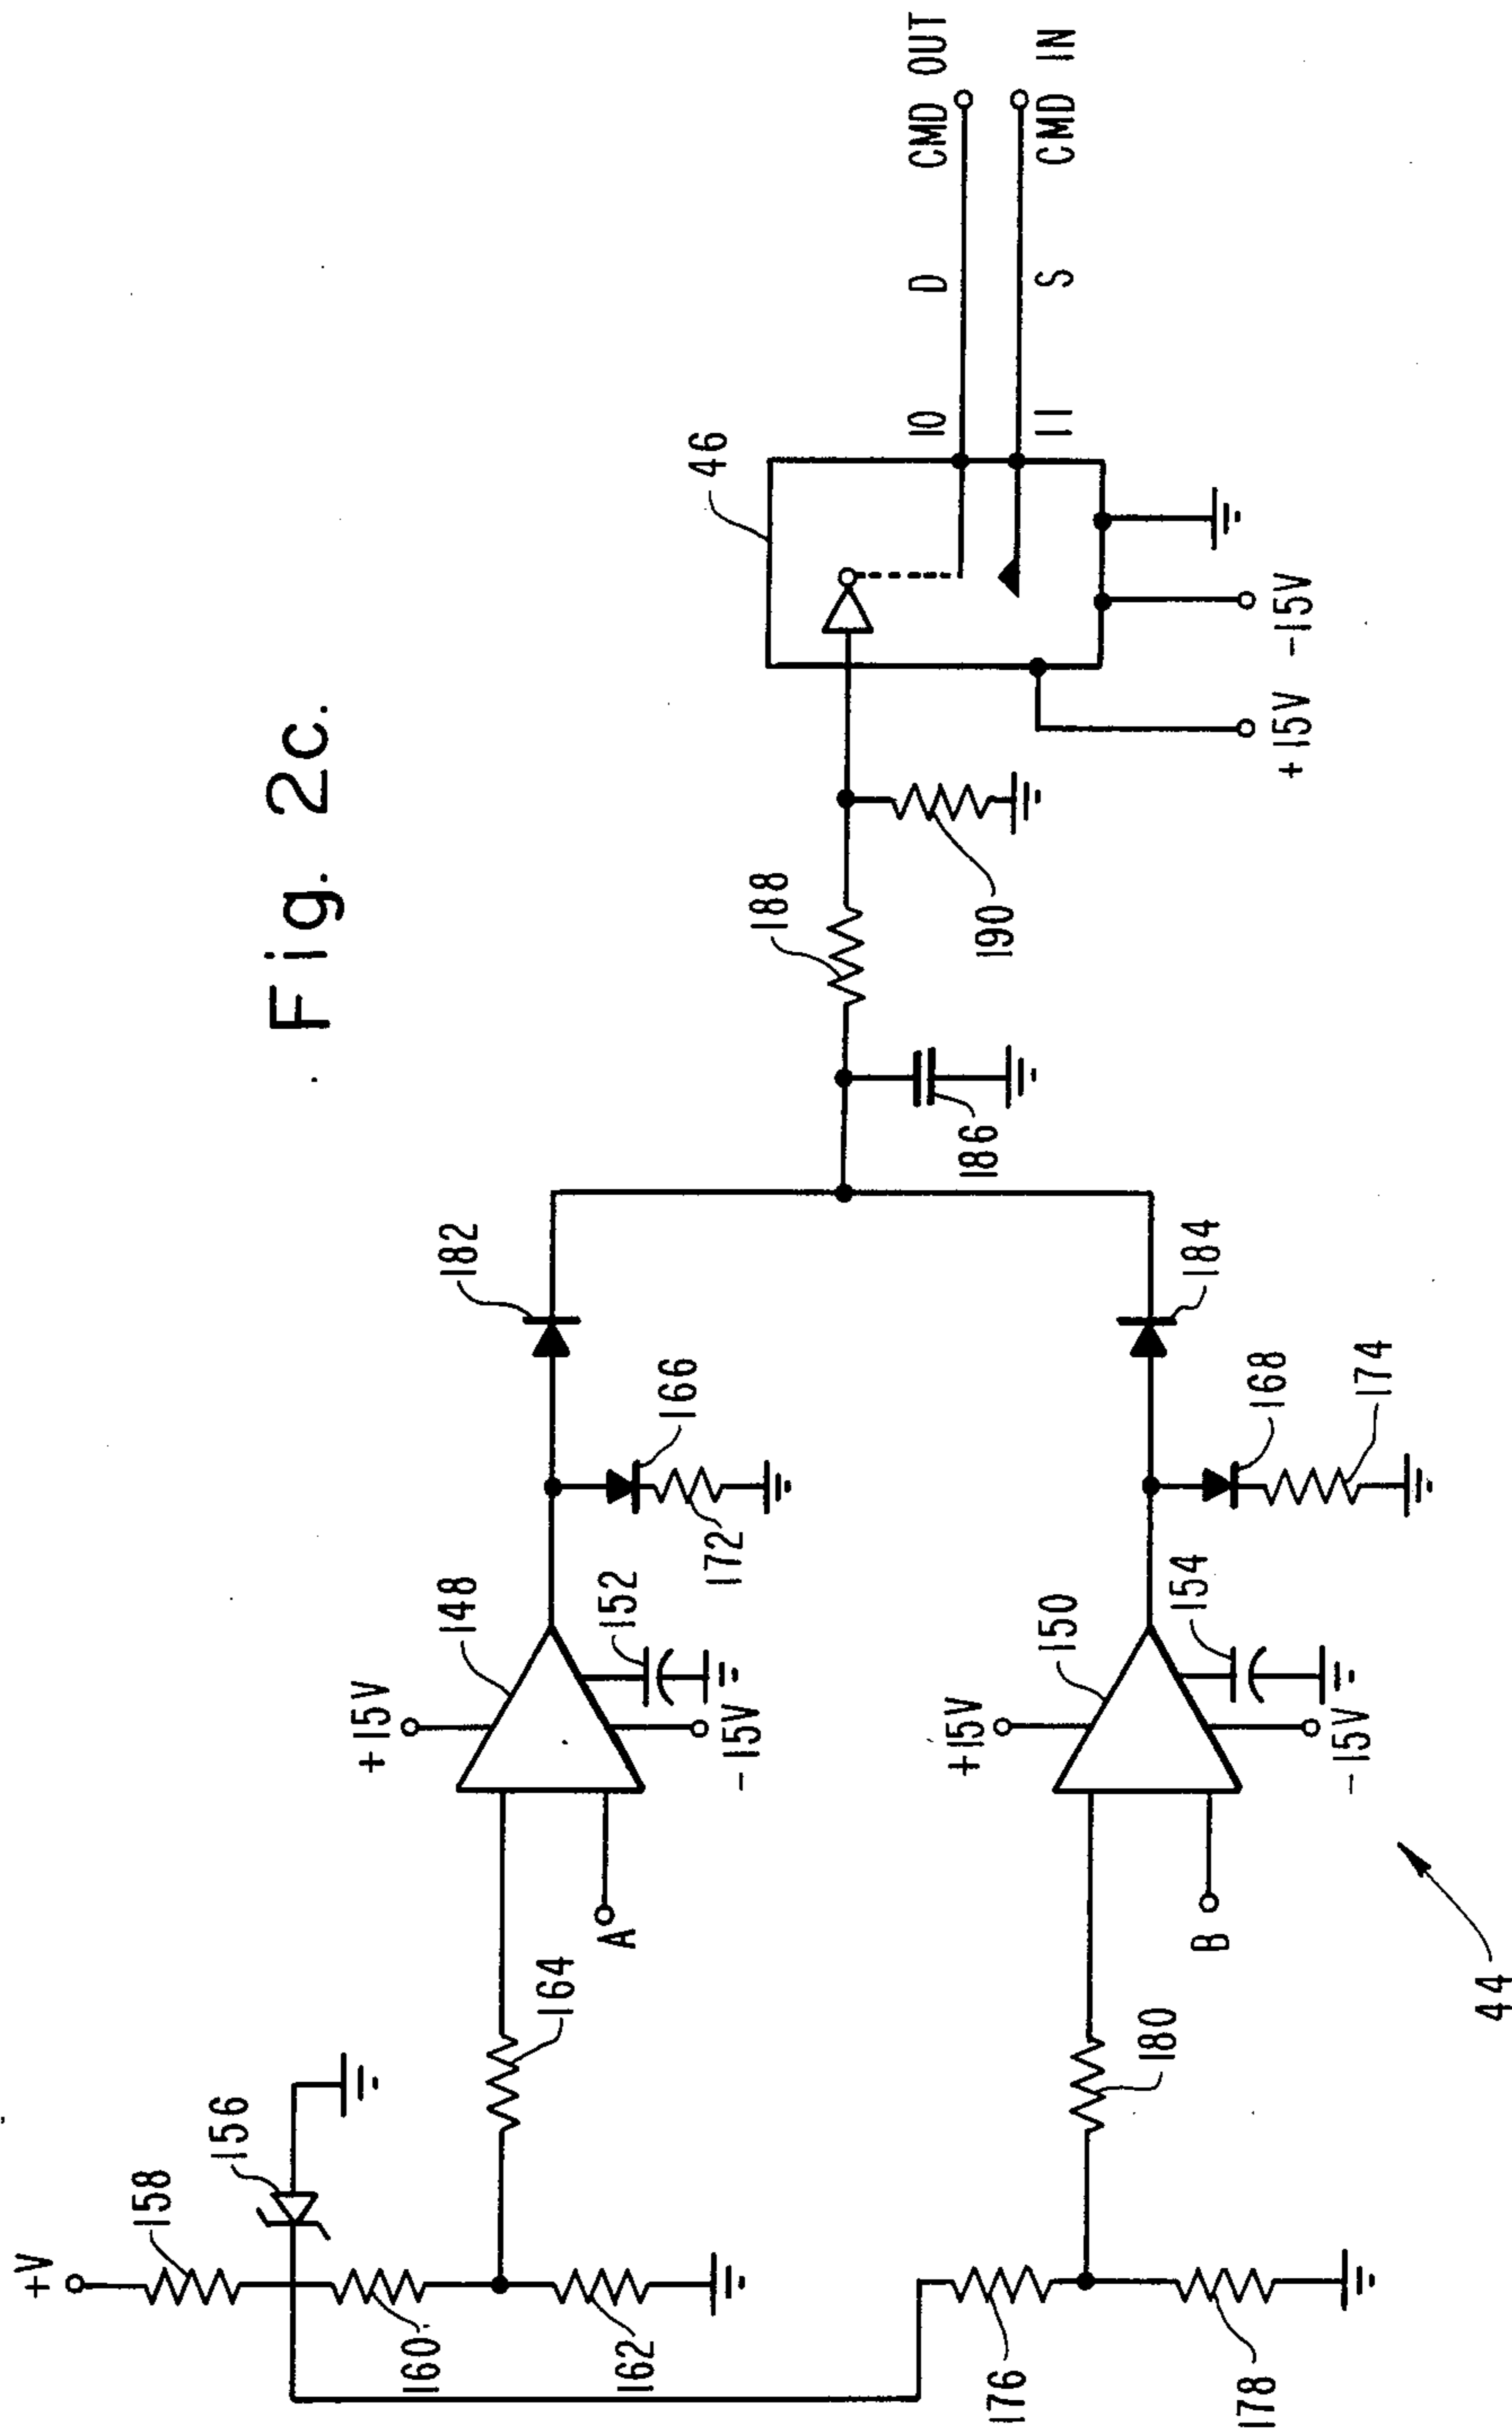 Fig. 2c.
+V
158
156
160
162
164
A
+15V
148
-15V
152
172
166
182
176
178
180
B
+15V
150
-15V
154
168
174
184
44
186
188
190
46
+15V
-15V
10
D
CMD OUT
11
S
CMD IN